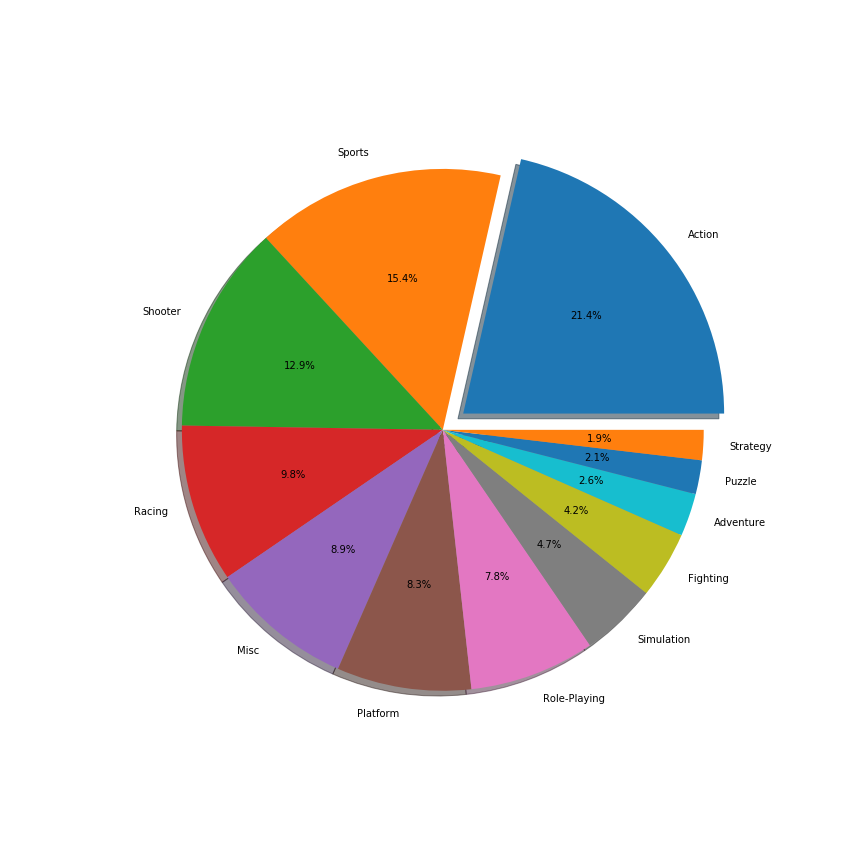 Sports
Action
15.4%
21.4%
Shooter
12.9%
1.9%
Strategy
2.1%
9.8%
2.6%
Puzzle
Racing
4.2%
Adventure
8.9%
4.7%
7.8%
Fighting
8.3%
Simulation
Misc
Role-Playing
Platform